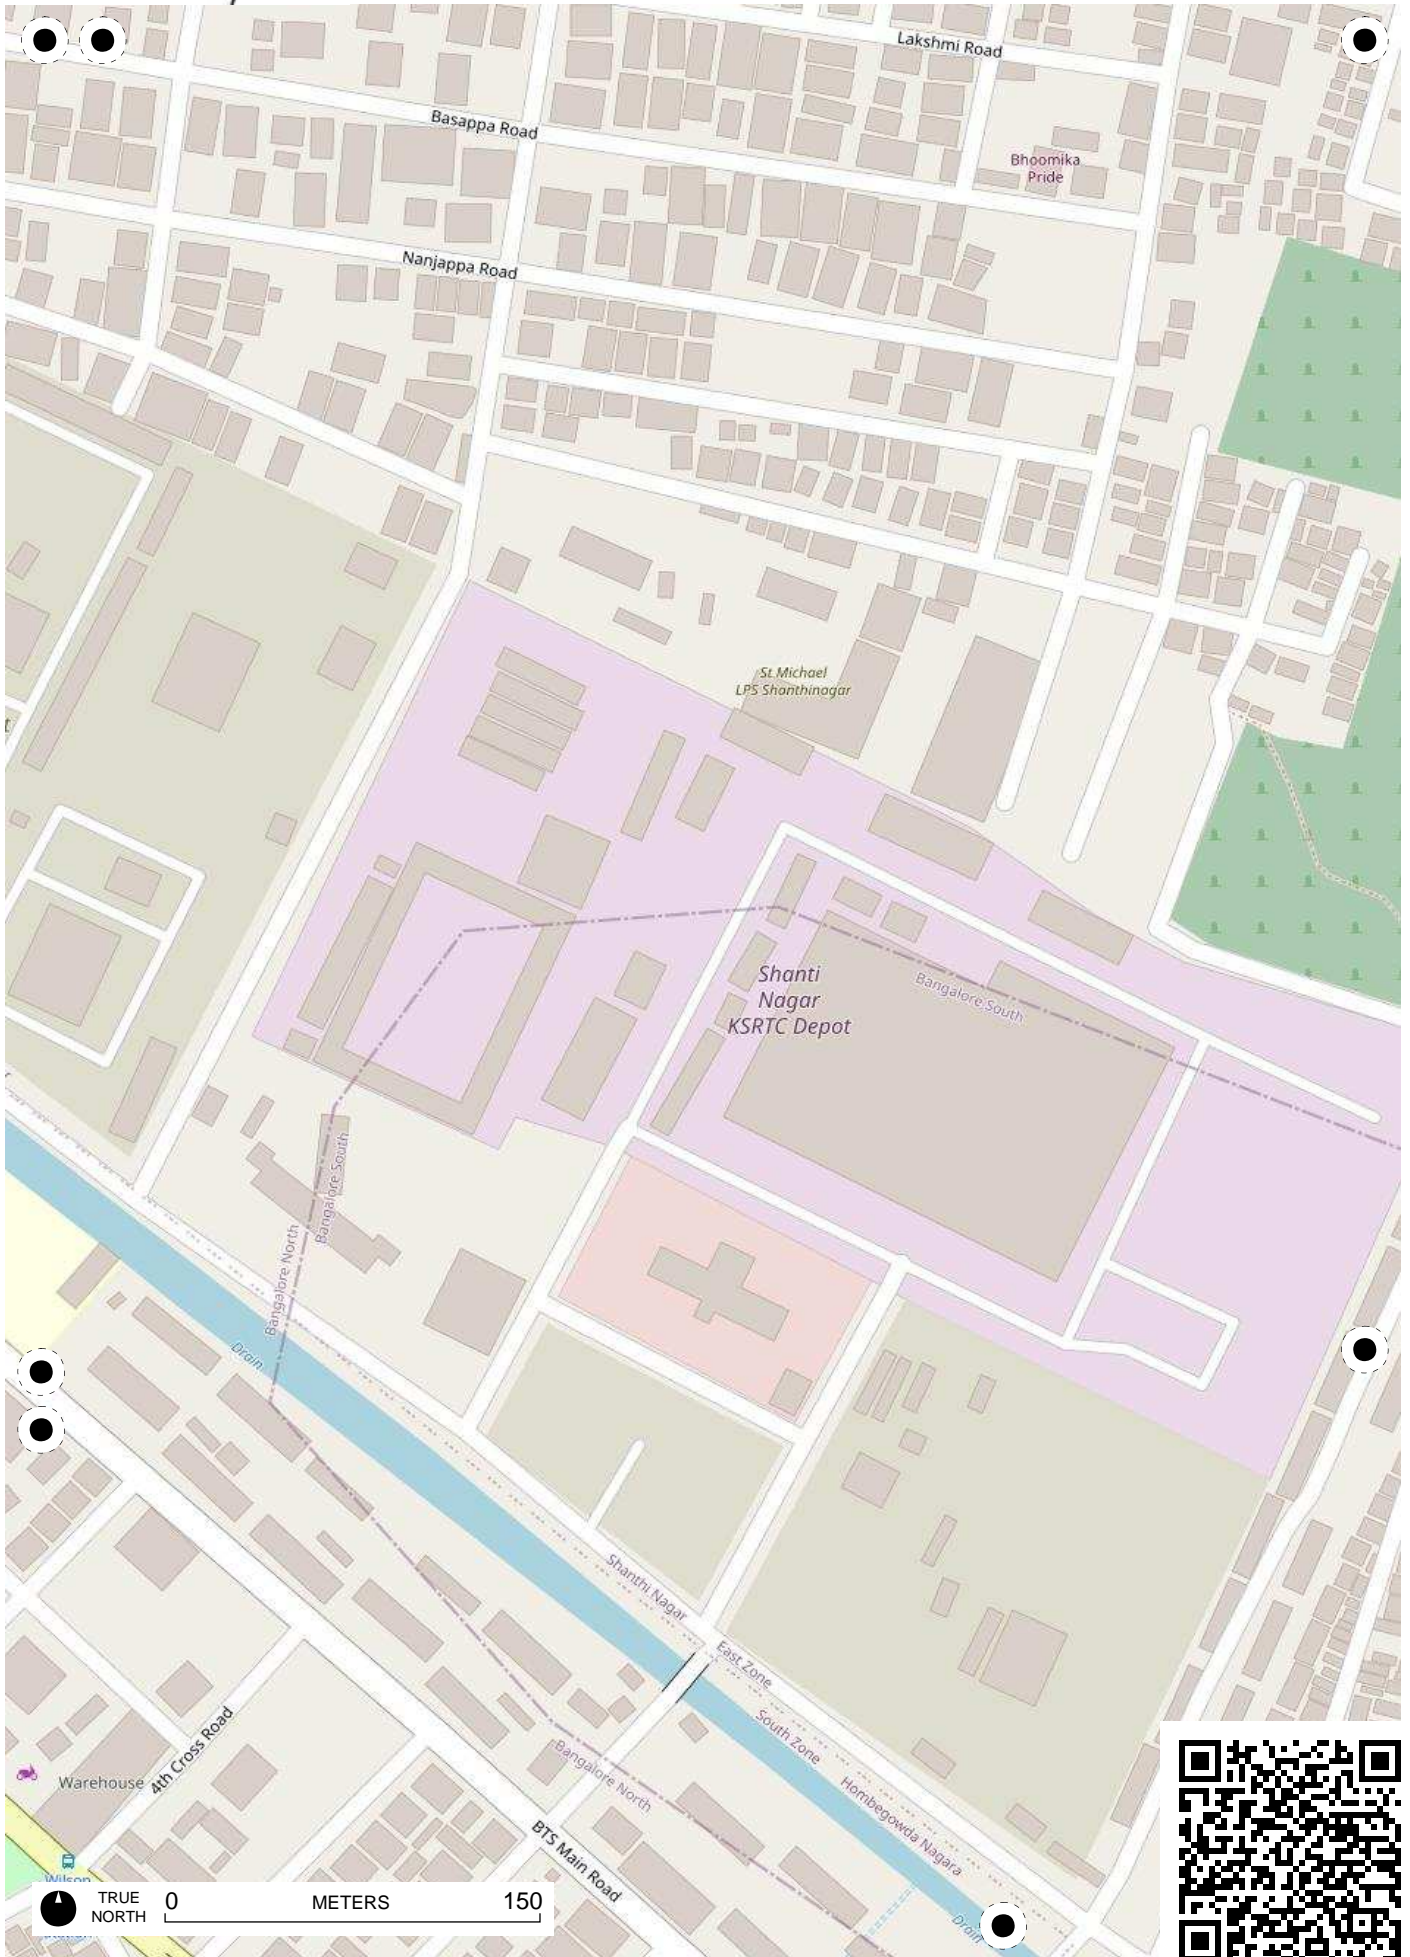 Lakshmi Road
Basappa Road
Bhoomika
Pride
Nanjappa Road
St Michael
LPS Shanthinagar
Shanti
Nagar
KSRTC Depot
Bangalore South
Bangalore South
Bangalore North
Drain
Shanthi Nagar
East Zone
South Zone
Hombegowda Nagara
Bangalore North
4th Cross Road
Warehouse
BTS Main Road
Wilson
Drain
TRUE
NORTH
0 METERS 150